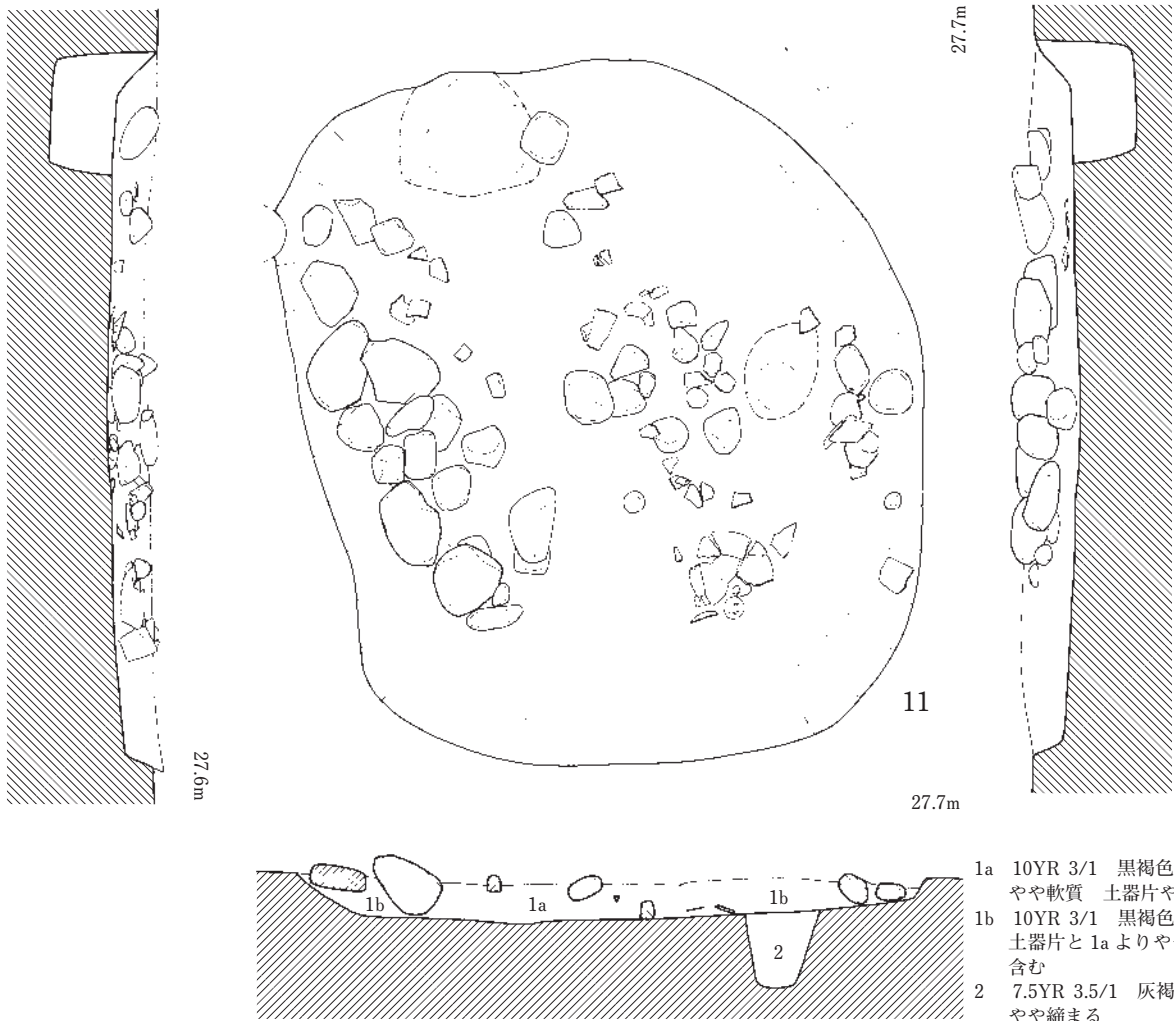 27.7m
11
27.6m
27.7m
1b
1a
1b
2
1a 10YR 3/1 黒褐色
やや軟質 土器片や
1b 10YR 3/1 黒褐色
土器片と 1a よりや
含む
2 7.5YR 3.5/1 灰褐
やや締まる